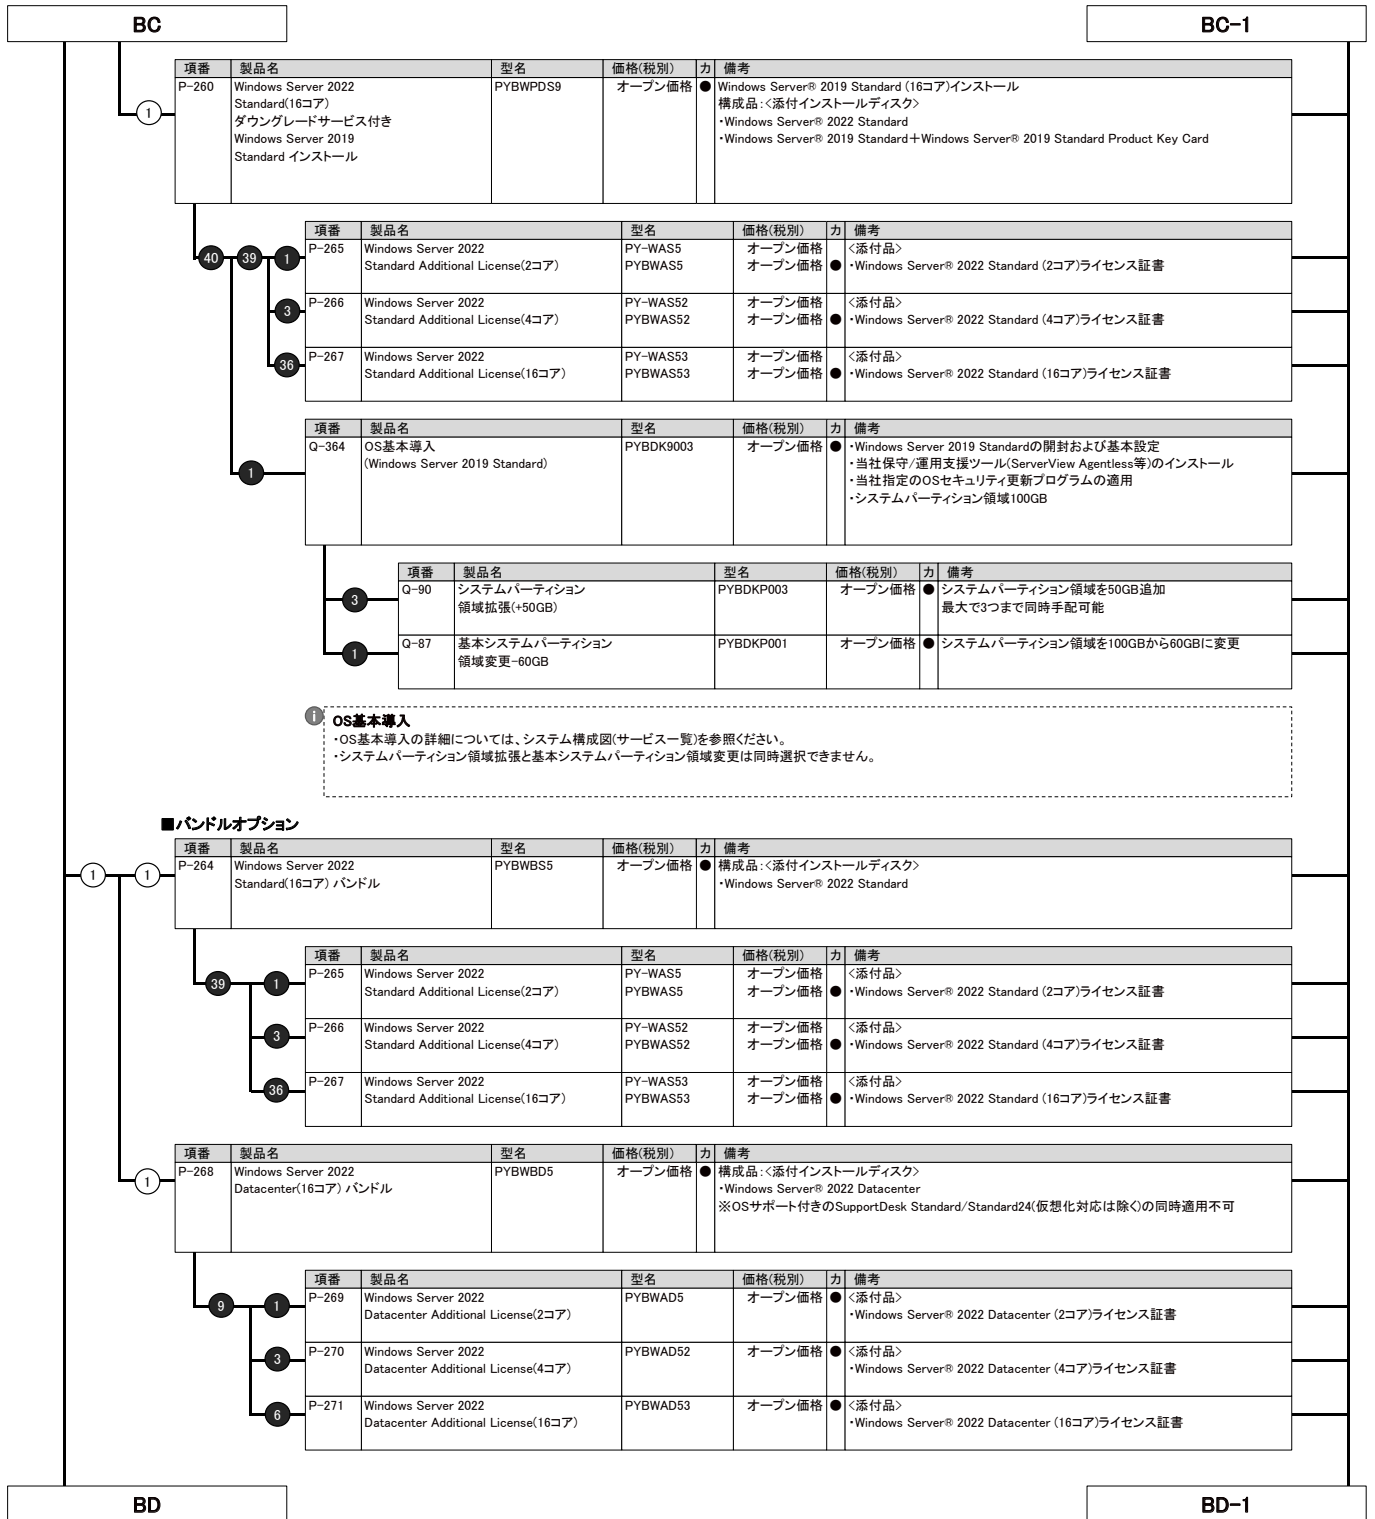 BC
BC-1
項番 製品名 型名 価格(税別) カ 備考
P-260 Windows Server 2022 PYBWPDS9 オープン価格 ● Windows Server® 2019 Standard (16コア)インストール
Standard(16コア) 構成品:<添付インストールディスク>
ダウングレードサービス付き ・Windows Server® 2022 Standard
1
Windows Server 2019 ・Windows Server® 2019 Standard+Windows Server® 2019 Standard Product Key Card
Standard インストール
項番 製品名 型名 価格(税別) カ 備考
40 39 1 P-265 Windows Server 2022 PY-WAS5 オープン価格 <添付品>
Standard Additional License(2コア) PYBWAS5 オープン価格 ● ・Windows Server® 2022 Standard (2コア)ライセンス証書
3 P-266 Windows Server 2022 PY-WAS52 オープン価格 <添付品>
Standard Additional License(4コア) PYBWAS52 オープン価格 ● ・Windows Server® 2022 Standard (4コア)ライセンス証書
36 P-267 Windows Server 2022 PY-WAS53 オープン価格 <添付品>
Standard Additional License(16コア) PYBWAS53 オープン価格 ● ・Windows Server® 2022 Standard (16コア)ライセンス証書
項番 製品名 型名 価格(税別) カ 備考
Q-364 OS基本導入 PYBDK9003 オープン価格 ● ・Windows Server 2019 Standardの開封および基本設定
(Windows Server 2019 Standard) ・当社保守/運用支援ツール(ServerView Agentless等)のインストール
1 ・当社指定のOSセキュリティ更新プログラムの適用
・システムパーティション領域100GB
項番 製品名 型名 価格(税別) カ 備考
3 Q-90 システムパーティション PYBDKP003 オープン価格 ● システムパーティション領域を50GB追加
領域拡張(+50GB) 最大で3つまで同時手配可能
1 Q-87 基本システムパーティション PYBDKP001 オープン価格 ● システムパーティション領域を100GBから60GBに変更
領域変更-60GB
i OS基本導入
・OS基本導入の詳細については、システム構成図(サービス一覧)を参照ください。
・システムパーティション領域拡張と基本システムパーティション領域変更は同時選択できません。
■バンドルオプション
項番 製品名 型名 価格(税別) カ 備考
1 1 P-264 Windows Server 2022 PYBWBS5 オープン価格 ● 構成品:<添付インストールディスク>
Standard(16コア) バンドル ・Windows Server® 2022 Standard
項番 製品名 型名 価格(税別) カ 備考
39 1 P-265 Windows Server 2022 PY-WAS5 オープン価格 <添付品>
Standard Additional License(2コア) PYBWAS5 オープン価格 ● ・Windows Server® 2022 Standard (2コア)ライセンス証書
3 P-266 Windows Server 2022 PY-WAS52 オープン価格 <添付品>
Standard Additional License(4コア) PYBWAS52 オープン価格 ● ・Windows Server® 2022 Standard (4コア)ライセンス証書
36 P-267 Windows Server 2022 PY-WAS53 オープン価格 <添付品>
Standard Additional License(16コア) PYBWAS53 オープン価格 ● ・Windows Server® 2022 Standard (16コア)ライセンス証書
項番 製品名 型名 価格(税別) カ 備考
1 P-268 Windows Server 2022 PYBWBD5 オープン価格 ● 構成品:<添付インストールディスク>
Datacenter(16コア) バンドル ・Windows Server® 2022 Datacenter
※OSサポート付きのSupportDesk Standard/Standard24(仮想化対応は除く)の同時適用不可
項番 製品名 型名 価格(税別) カ 備考
9 1 P-269 Windows Server 2022 PYBWAD5 オープン価格 ● <添付品>
Datacenter Additional License(2コア) ・Windows Server® 2022 Datacenter (2コア)ライセンス証書
3 P-270 Windows Server 2022 PYBWAD52 オープン価格 ● <添付品>
Datacenter Additional License(4コア) ・Windows Server® 2022 Datacenter (4コア)ライセンス証書
6 P-271 Windows Server 2022 PYBWAD53 オープン価格 ● <添付品>
Datacenter Additional License(16コア) ・Windows Server® 2022 Datacenter (16コア)ライセンス証書
BD
BD-1